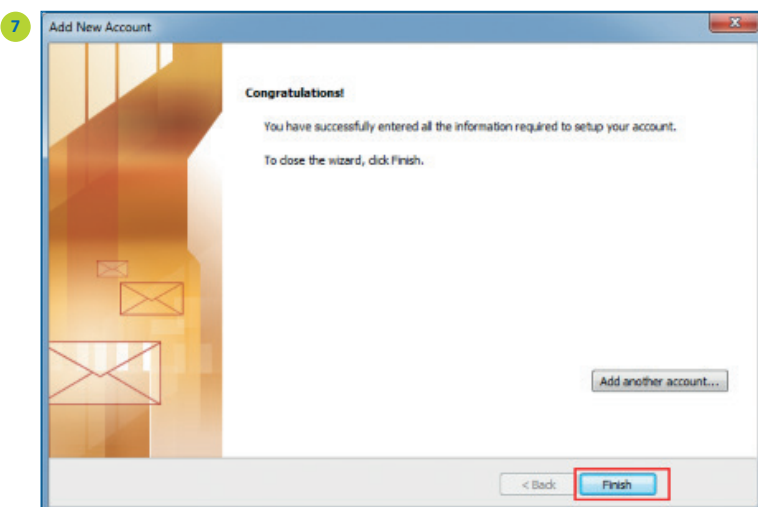 7
Add New Account
Congratulations!
You have successfully entered all the information required to setup your account.
To close the wizard, click Finish.
Add another account...
< Back
Finish